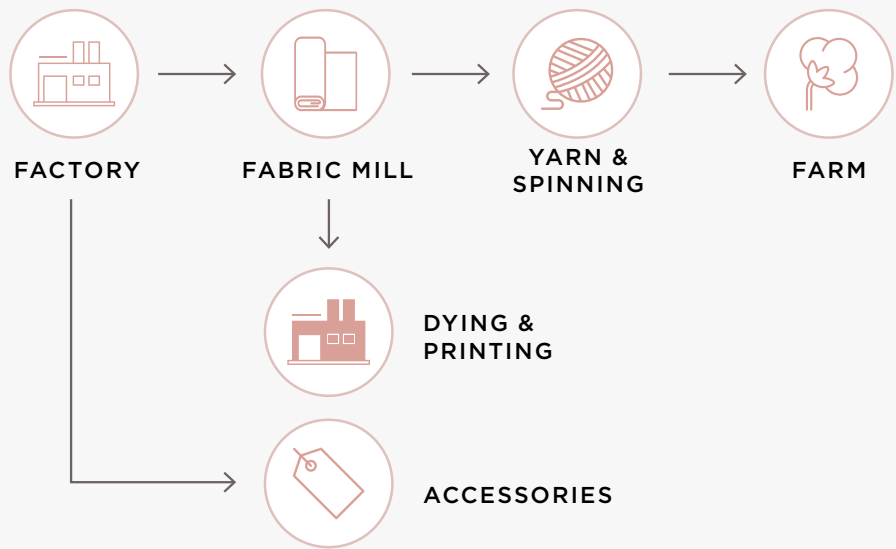 FACTORY
FABRIC MILL
YARN &
SPINNING
FARM
DYING &
PRINTING
ACCESSORIES